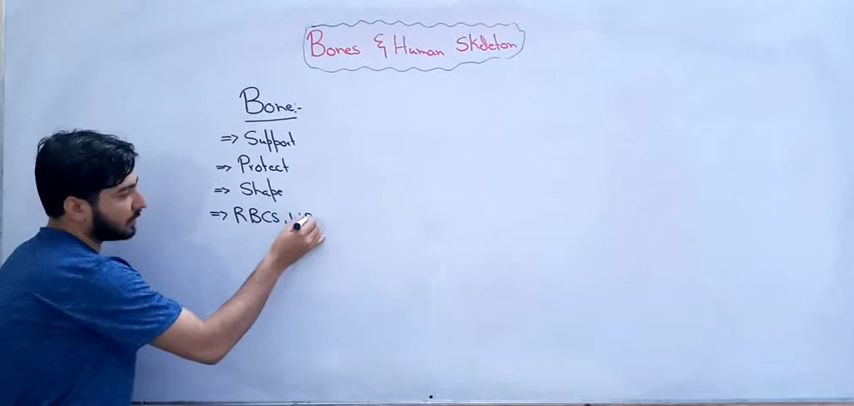 Bones & Human Skeleton
Bone:-
=> Support
=> Protect
=> Shape
=> RBCs,